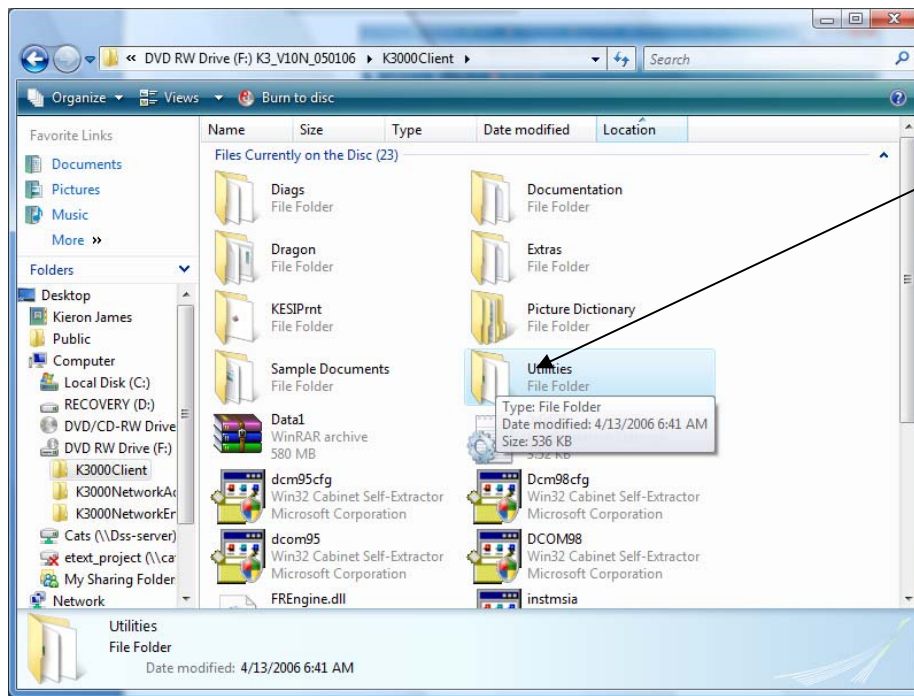 « DVD RW Drive (F:) K3_V10N_050106 ▸ K3000Client ▸
Search
Organize
Views
Burn to disc
Favorite Links
Documents
Pictures
Music
More »
Folders
Desktop
Kieron James
Public
Computer
Local Disk (C:)
RECOVERY (D:)
DVD/CD-RW Drive
DVD RW Drive (F:)
K3000Client
K3000NetworkAc
K3000NetworkEr
Cats (\\Dss-server)
etext_project (\\ca
My Sharing Folder
Network
Name Size Type Date modified Location
Files Currently on the Disc (23)
Diags
File Folder
Documentation
File Folder
Dragon
File Folder
Extras
File Folder
KESIPrnt
File Folder
Picture Dictionary
File Folder
Sample Documents
File Folder
Utilities
File Folder
Type: File Folder
Date modified: 4/13/2006 6:41 AM
Size: 536 KB
Data1
WinRAR archive
580 MB
3.52 KB
dcm95cfg
Win32 Cabinet Self-Extractor
Microsoft Corporation
Dcm98cfg
Win32 Cabinet Self-Extractor
Microsoft Corporation
dcom95
Win32 Cabinet Self-Extractor
Microsoft Corporation
DCOM98
Win32 Cabinet Self-Extractor
Microsoft Corporation
FREngine.dll
instmsia
Utilities
File Folder
Date modified: 4/13/2006 6:41 AM